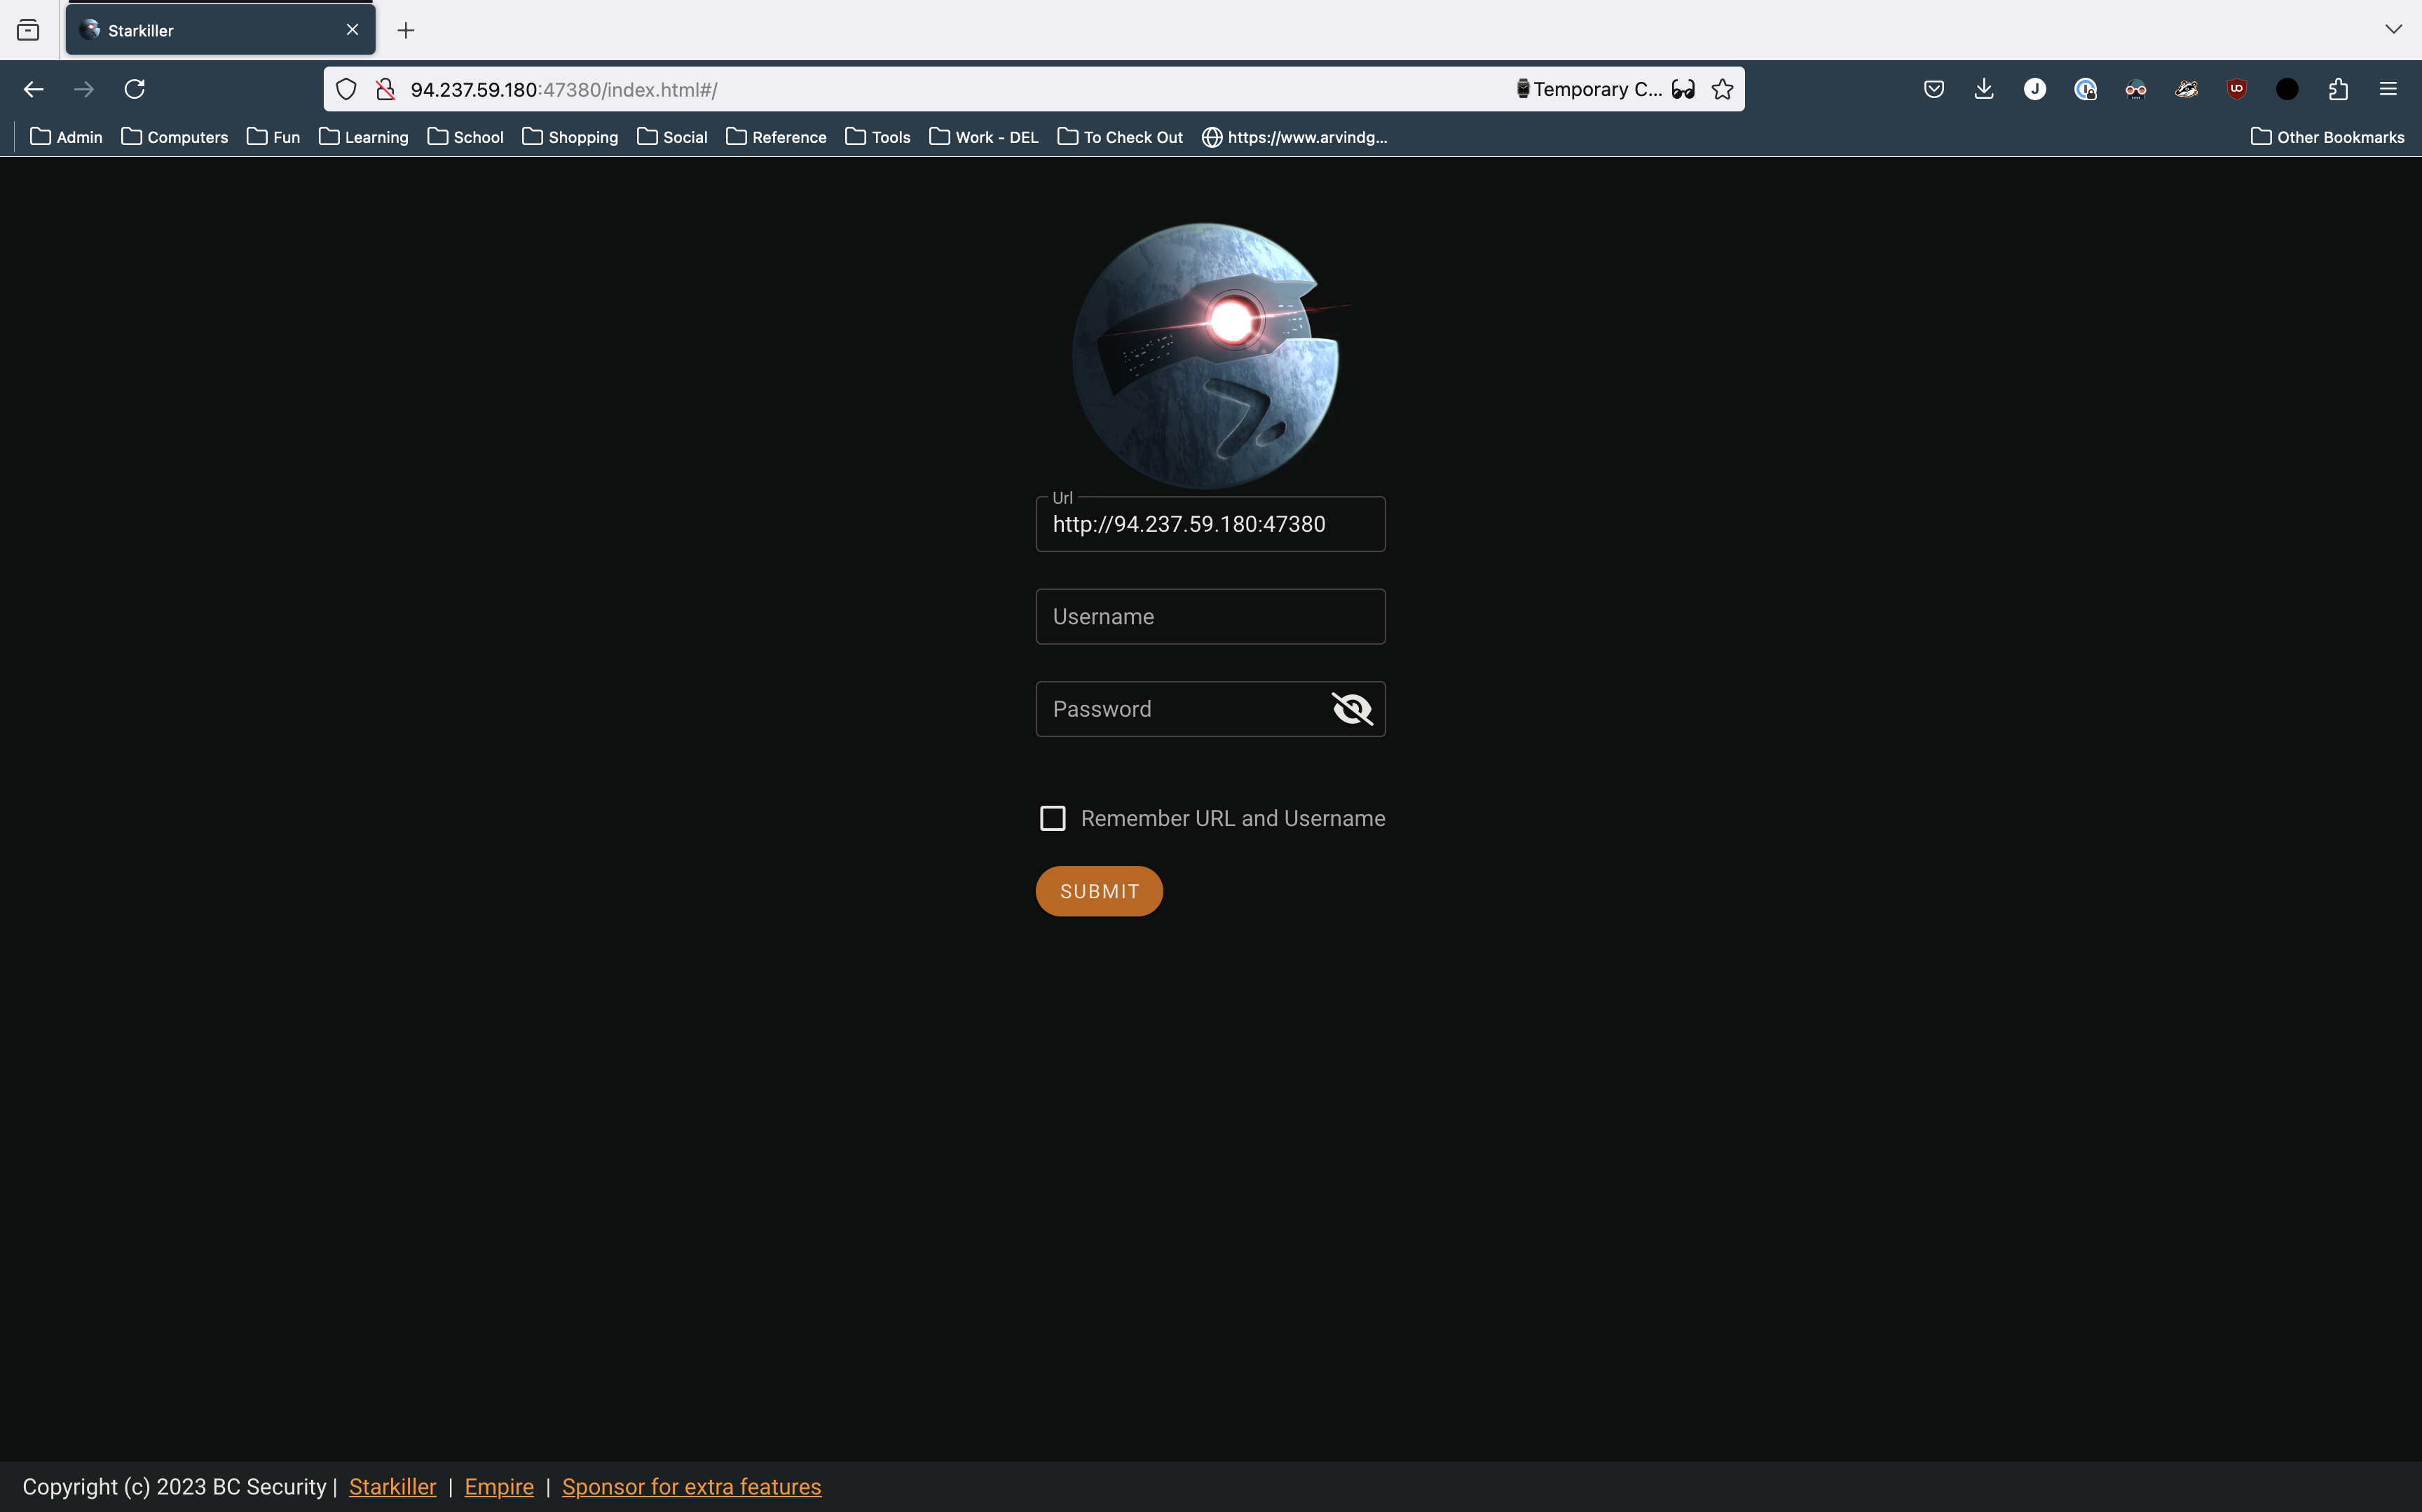 Starkiller
94.237.59.180:47380/index.html#/
Temporary C...
J
UO
Admin Computers Fun Learning School Shopping Social Reference Tools Work - DEL To Check Out https://www.arvindg... Other Bookmarks
Url
http://94.237.59.180:47380
Username
Password
Remember URL and Username
SUBMIT
Copyright (c) 2023 BC Security | Starkiller | Empire | Sponsor for extra features